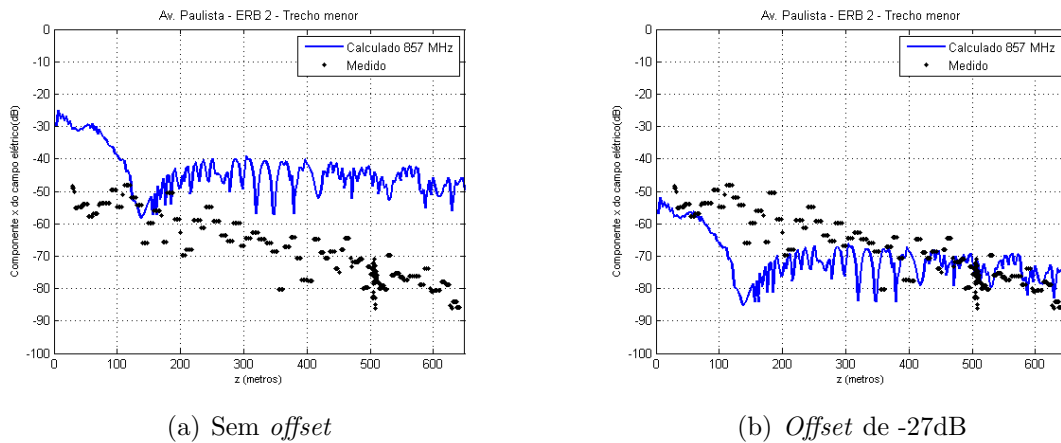 Av. Paulista - ERB 2 - Trecho menor
Calculado 857 MHz
Medido
Componente x do campo elétrico(dB)
0
-10
-20
-30
-40
-50
-60
-70
-80
-90
-100
0 100 200 300 400 500 600
z (metros)
(a) Sem offset
Av. Paulista - ERB 2 - Trecho menor
Calculado 857 MHz
Medido
Componente x do campo elétrico(dB)
0
-10
-20
-30
-40
-50
-60
-70
-80
-90
-100
0 100 200 300 400 500 600
z (metros)
(b) Offset de -27dB